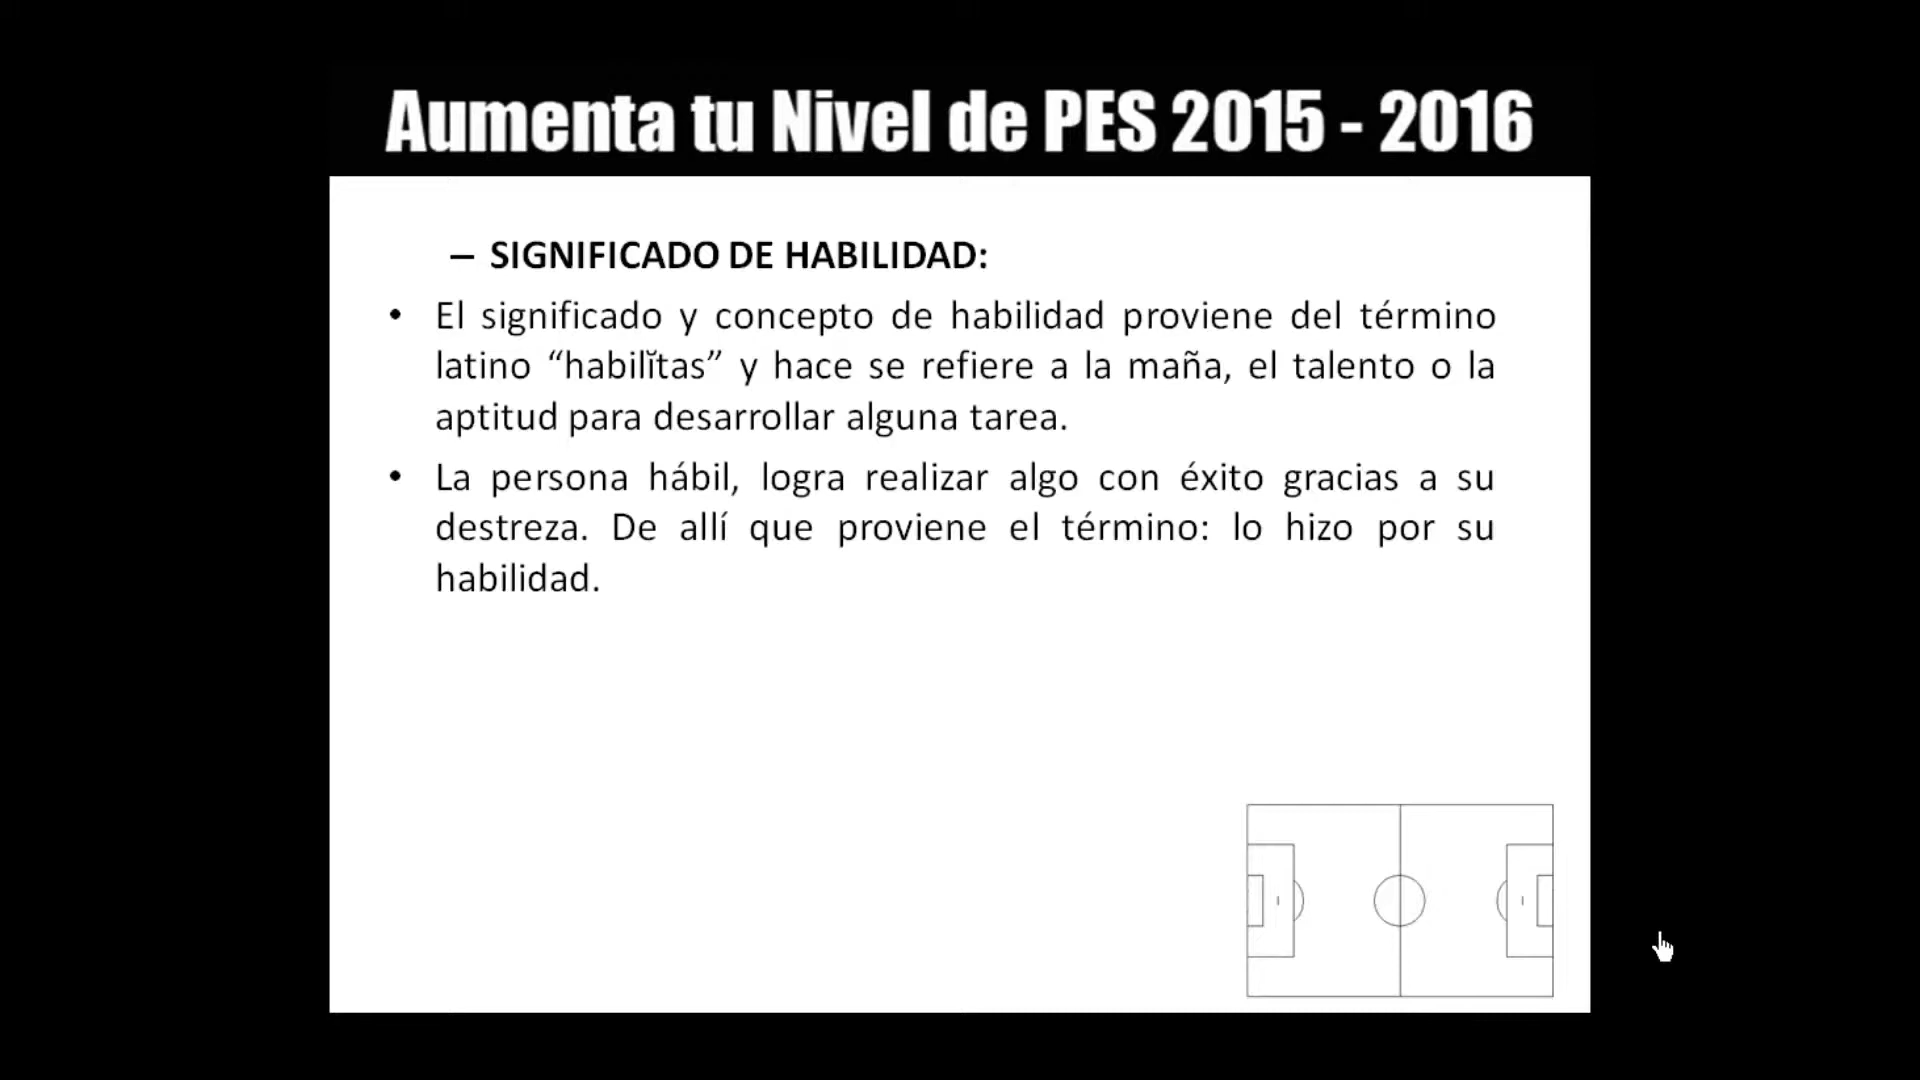 Aumenta tu Nivel de PES 2015 - 2016
– SIGNIFICADO DE HABILIDAD:
• El significado y concepto de habilidad proviene del término
latino “habilĭtas” y hace se refiere a la maña, el talento o la
aptitud para desarrollar alguna tarea.
• La persona hábil, logra realizar algo con éxito gracias a su
destreza. De allí que proviene el término: lo hizo por su
habilidad.